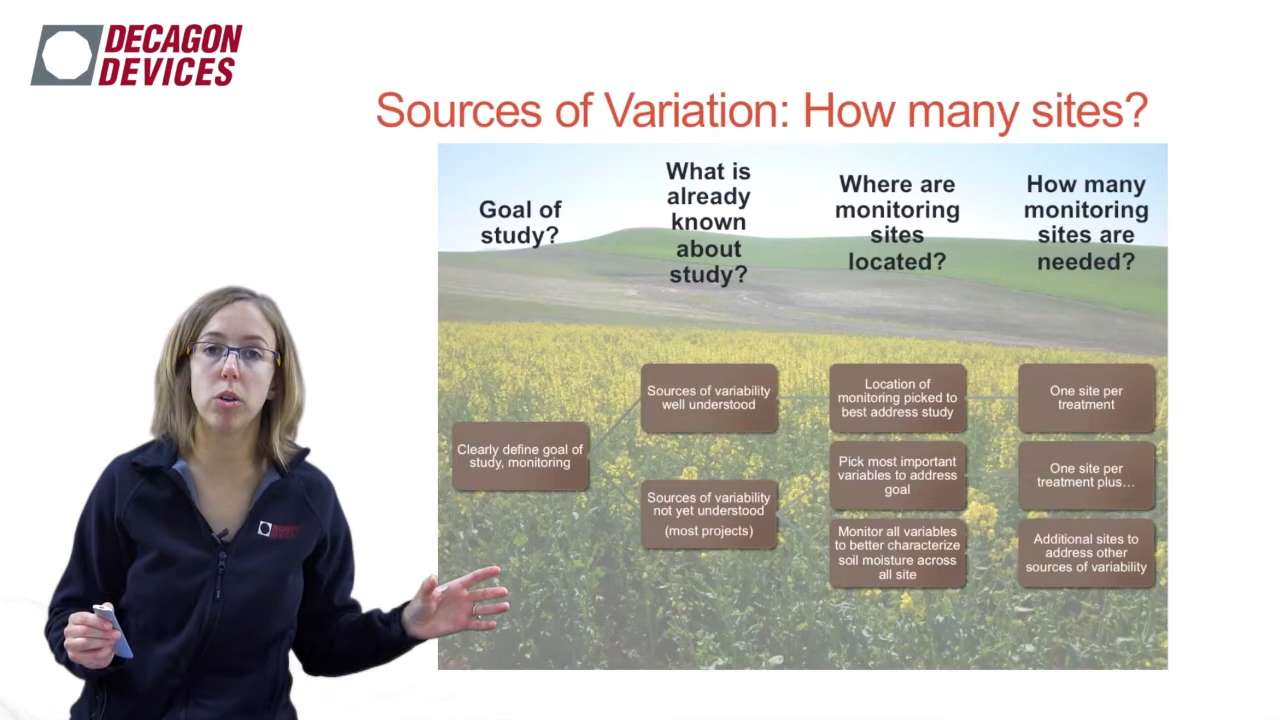 DECAGON
DEVICES
Sources of Variation: How many sites?
Goal of
study?
What is
already
known
about
study?
Where are
monitoring
sites
located?
How many
monitoring
sites are
needed?
Clearly define goal of
study, monitoring
Sources of variability
well understood
Sources of variability
not yet understood
(most projects)
Location of
monitoring picked to
best address study
Pick most important
variables to address
goal
Monitor all variables
to better characterize
soil moisture across
all site
One site per
treatment
One site per
treatment plus…
Additional sites to
address other
sources of variability
DECAGON
DEVICES